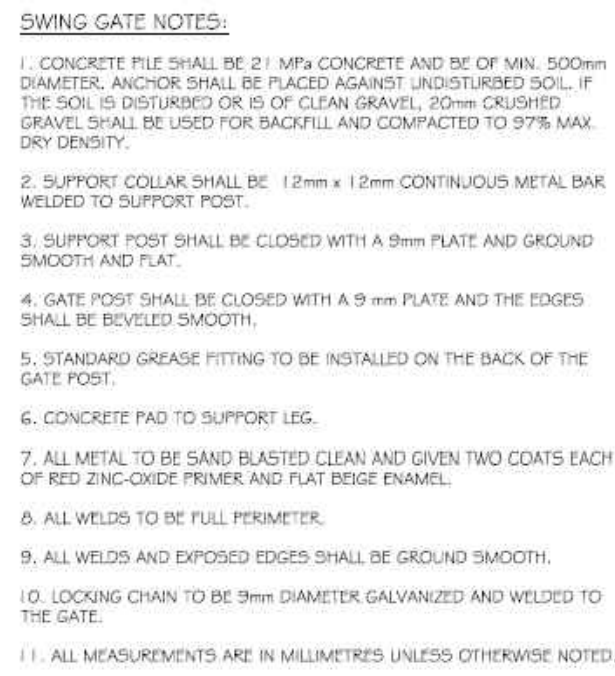 SWING GATE NOTES:
1. CONCRETE PILE SHALL BE 21 MPa CONCRETE AND BE OF MIN. 500mm
DIAMETER. ANCHOR SHALL BE PLACED AGAINST UNDISTURBED SOIL. IF
THE SOIL IS DISTURBED OR IS OF CLEAN GRAVEL, 20mm CRUSHED
GRAVEL SHALL BE USED FOR BACKFILL AND COMPACTED TO 97% MAX.
DRY DENSITY.
2. SUPPORT COLLAR SHALL BE 12mm x 12mm CONTINUOUS METAL BAR
WELDED TO SUPPORT POST.
3. SUPPORT POST SHALL BE CLOSED WITH A 9mm PLATE AND GROUND
SMOOTH AND FLAT.
4. GATE POST SHALL BE CLOSED WITH A 9 mm PLATE AND THE EDGES
SHALL BE BEVELED SMOOTH.
5. STANDARD GREASE FITTING TO BE INSTALLED ON THE BACK OF THE
GATE POST.
6. CONCRETE PAD TO SUPPORT LEG.
7. ALL METAL TO BE SAND BLASTED CLEAN AND GIVEN TWO COATS EACH
OF RED ZINC-OXIDE PRIMER AND FLAT BEIGE ENAMEL.
8. ALL WELDS TO BE FULL PERIMETER.
9. ALL WELDS AND EXPOSED EDGES SHALL BE GROUND SMOOTH.
10. LOCKING CHAIN TO BE 9mm DIAMETER GALVANIZED AND WELDED TO
THE GATE.
11. ALL MEASUREMENTS ARE IN MILLIMETRES UNLESS OTHERWISE NOTED.